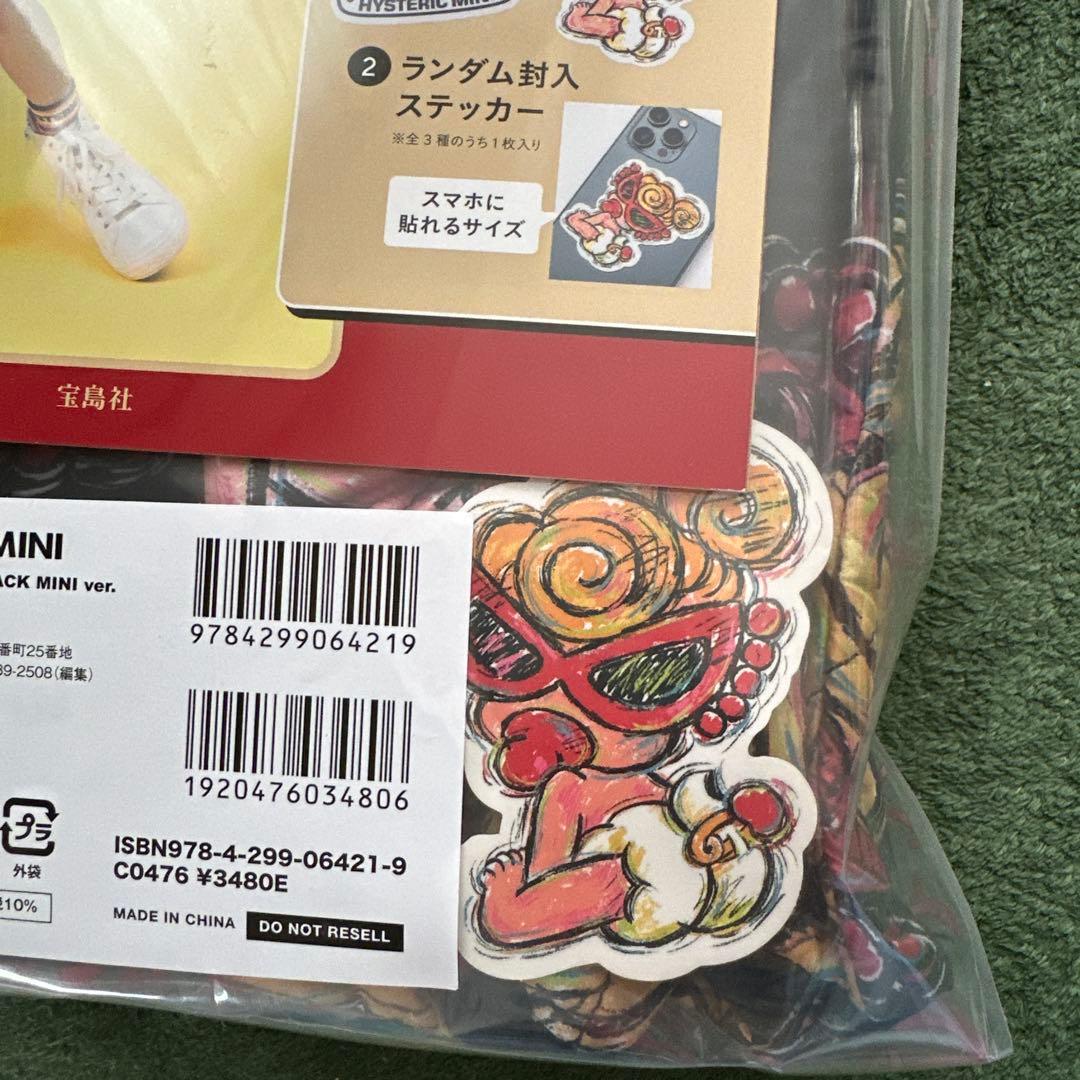 HYSTERIC MINI
2 ランダム封入
ステッカー
※全3種のうち1枚入り
スマホに
貼れるサイズ
宝島社
MINI
ACK MINI ver.
番町25番地
39-2508(編集)
9784299064219
1920476034806
プラ
外袋
10%
ISBN978-4-299-06421-9
C0476 ¥3480E
MADE IN CHINA
DO NOT RESELL